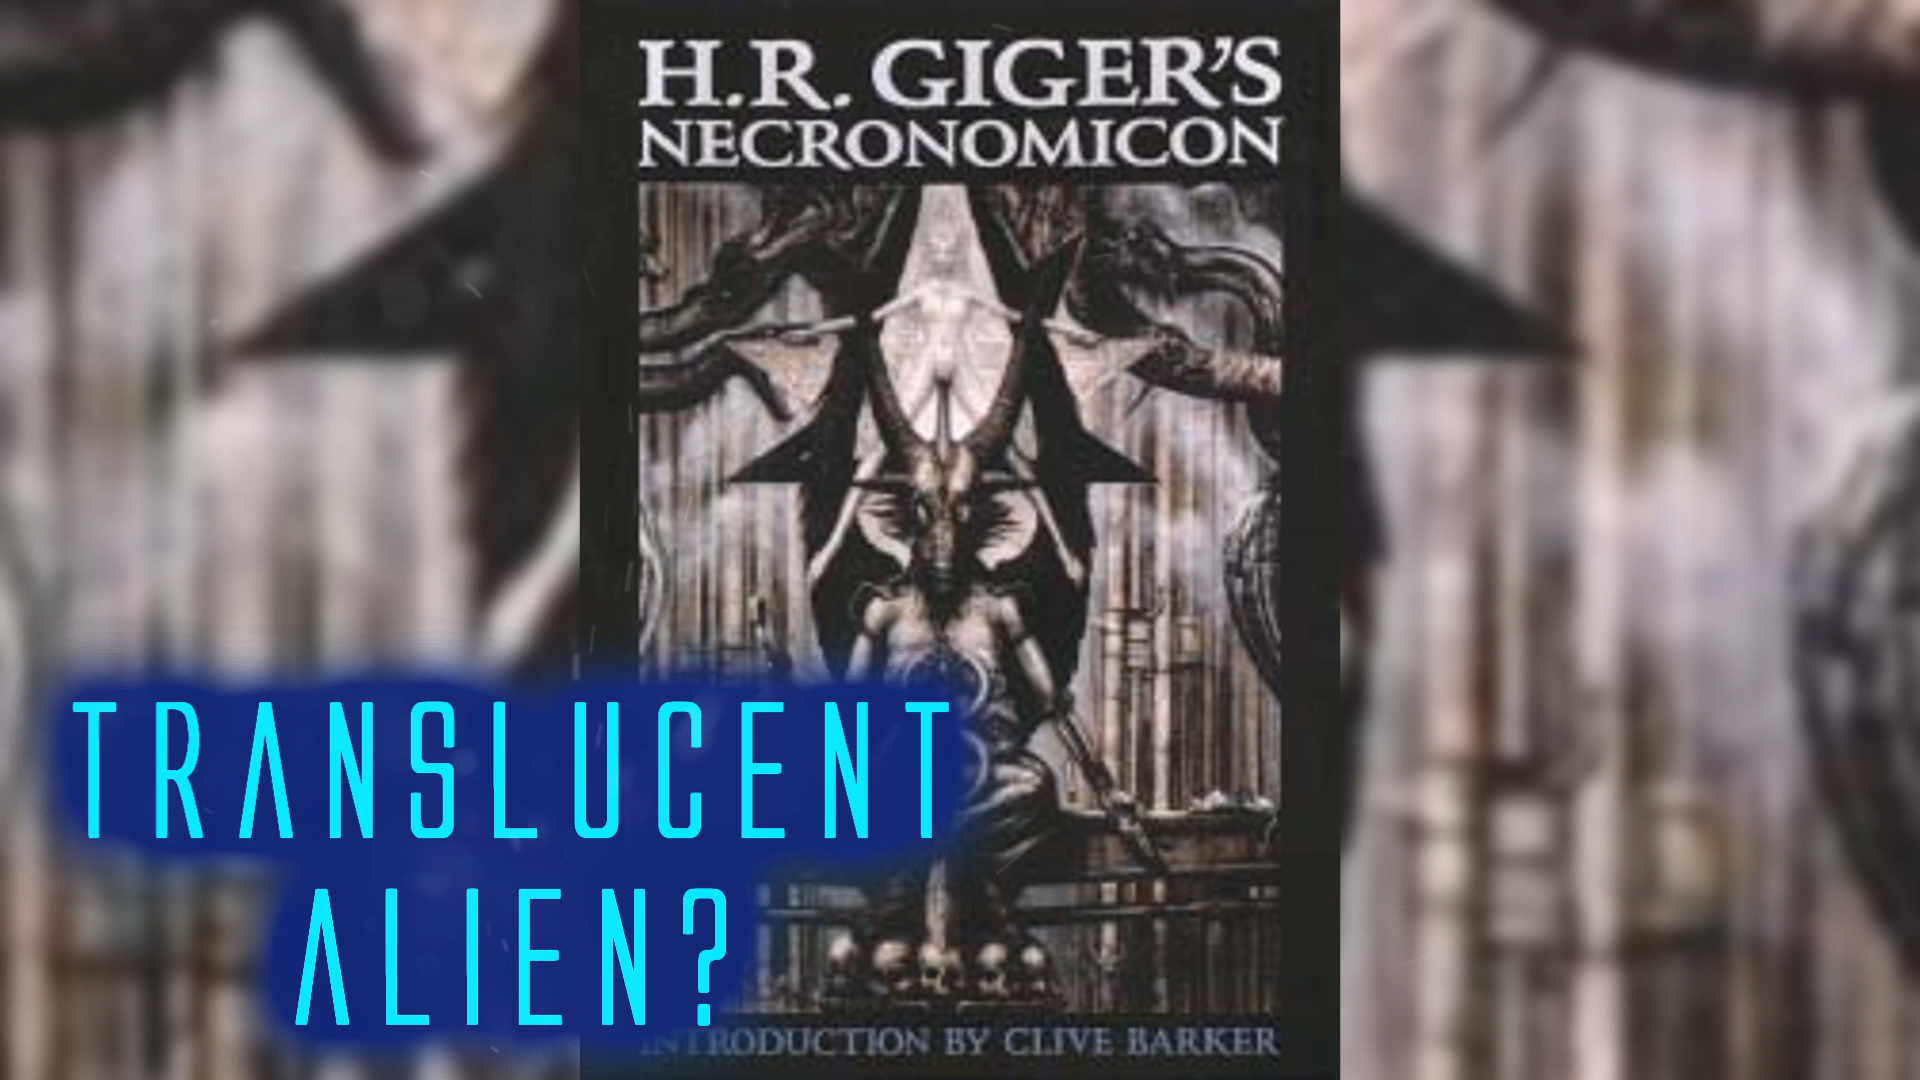 H.R. GIGER'S
NECRONOMICON
TRANSLUCENT
ALIEN?
INTRODUCTION BY CLIVE BARKER